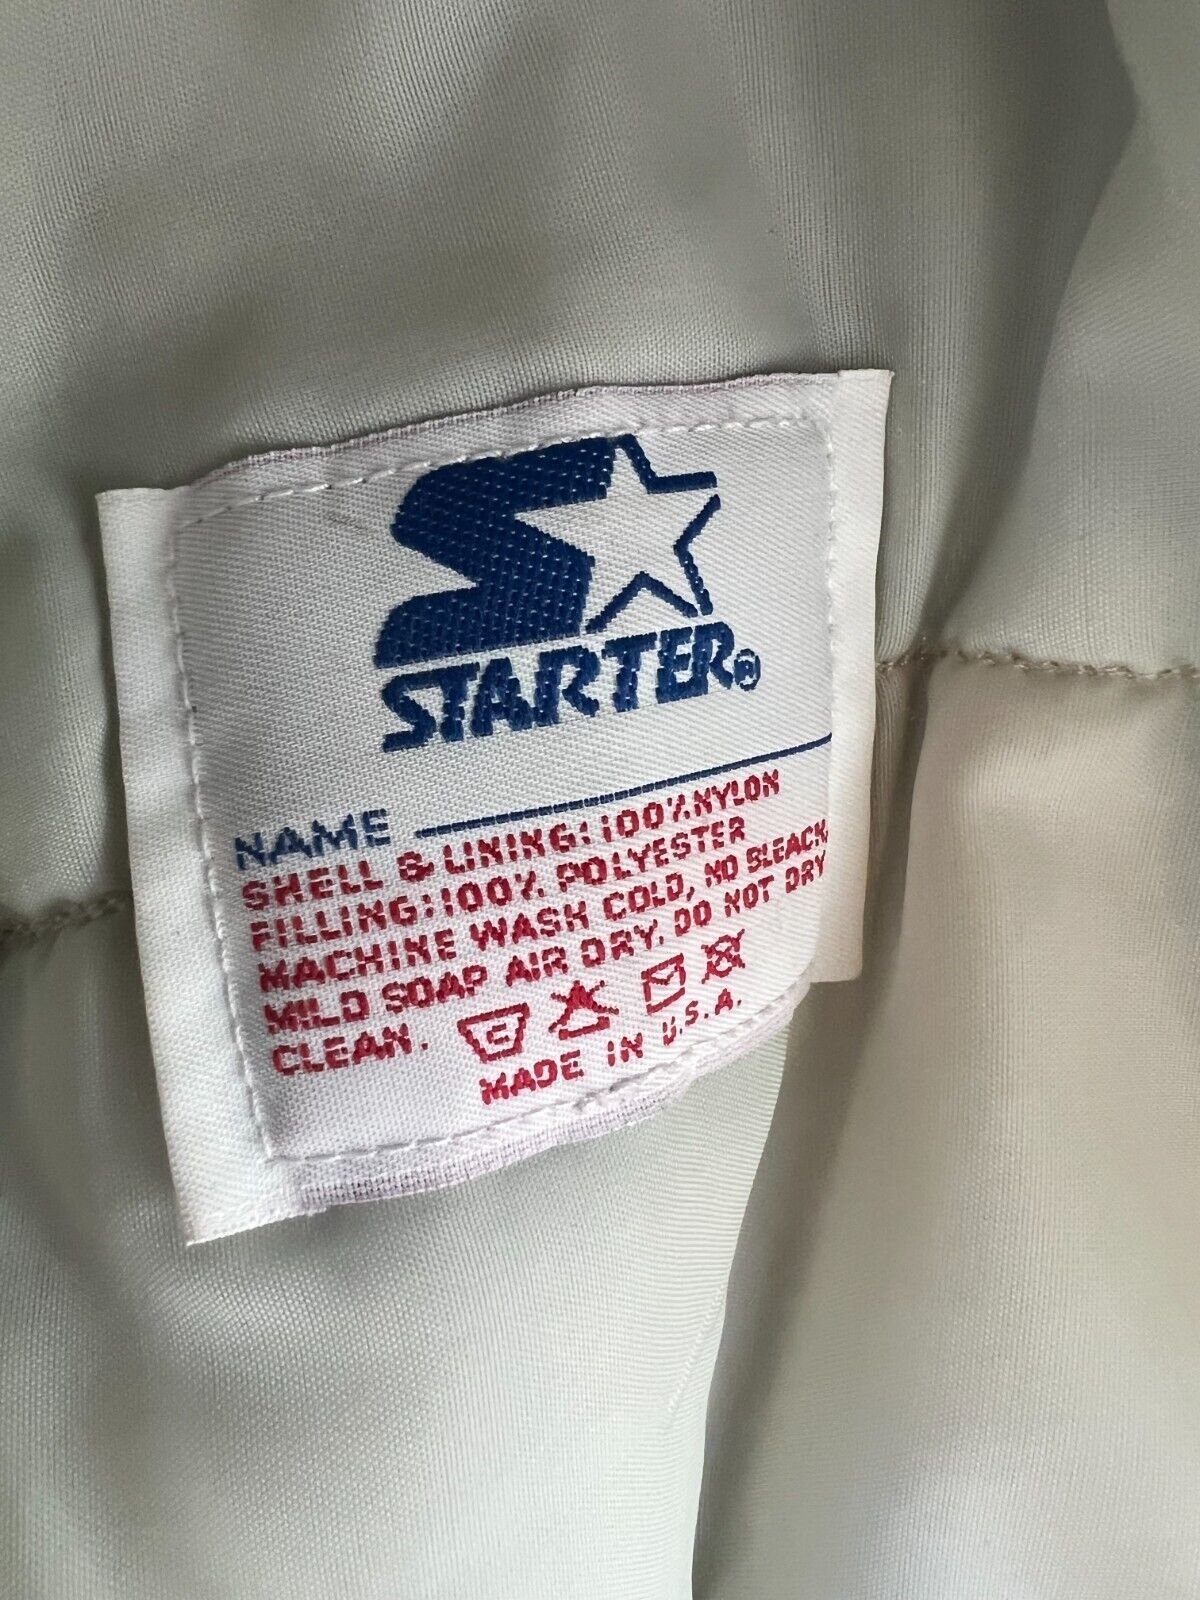 STARTER®
NAME
SHELL & LINING: 100% NYLON
FILLING: 100% POLYESTER
MACHINE WASH COLD, NO BLEACH,
MILD SOAP AIR DRY. DO NOT DRY
CLEAN.
MADE IN U.S.A.